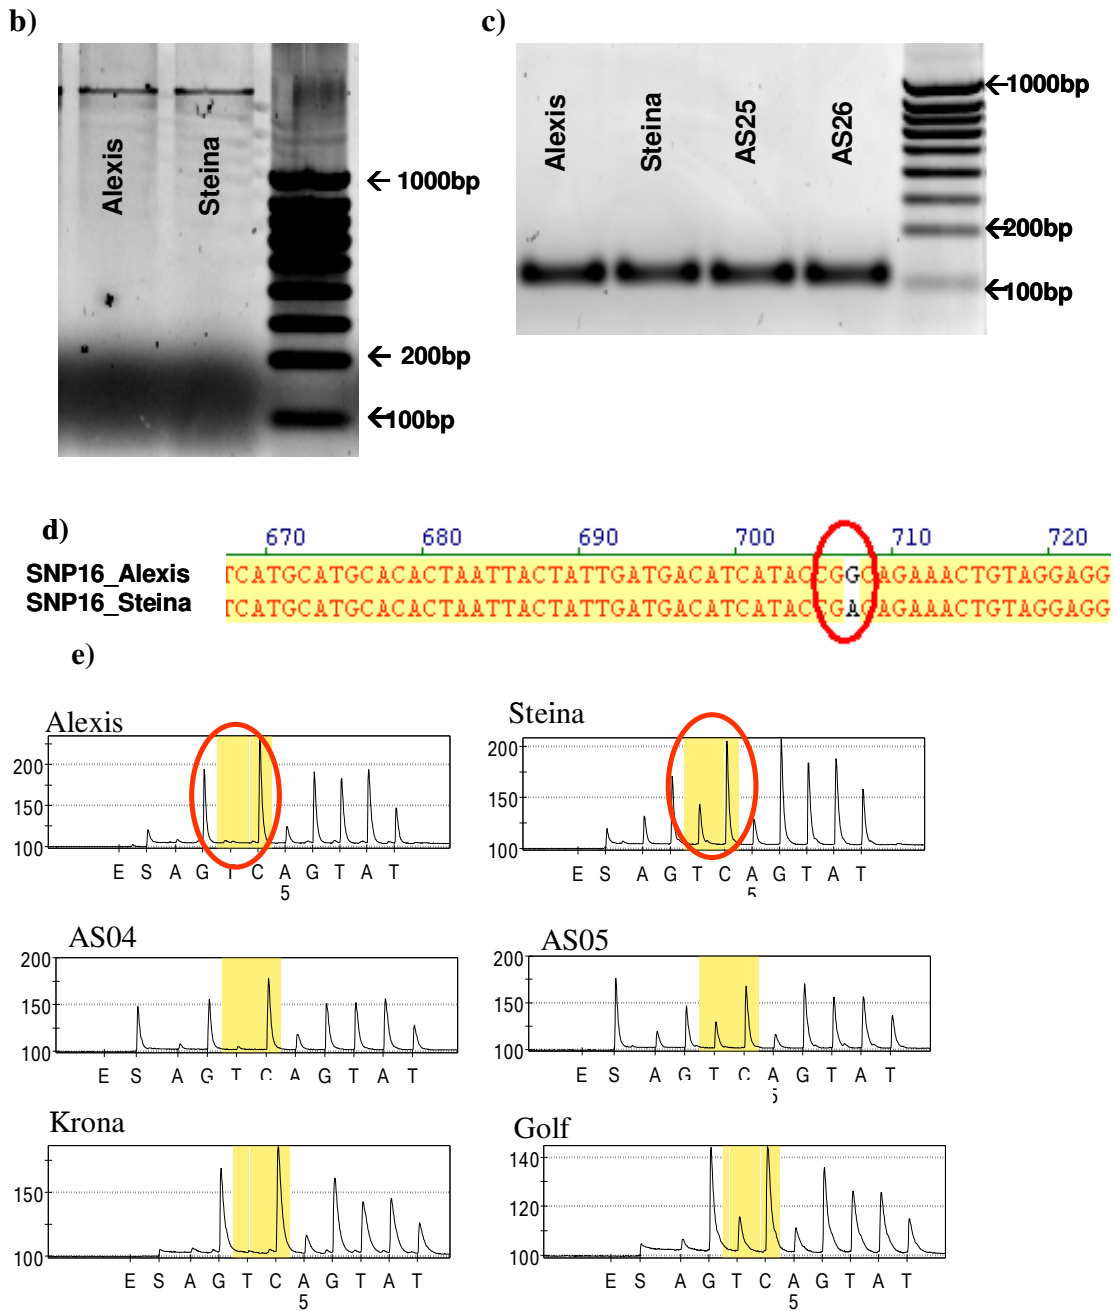 b)
c)
Alexis
Steina
← 1000bp
← 200bp
←100bp
Alexis
Steina
AS25
AS26
←1000bp
←200bp
←100bp
d)
670 680 690 700 710 720
SNP16_Alexis TCATGCATGCACACTAATTACTATTGATGACATCATACCGGGAGAAACTGTAGGAGG
SNP16_Steina TCATGCATGCACACTAATTACTATTGATGACATCATACCGAGAGAAACTGTAGGAGG
e)
Alexis
200
150
100
E S A G T C A G T A T
5
Steina
200
150
100
E S A G T C A G T A T
5
AS04
200
150
100
E S A G T C A G T A T
AS05
200
150
100
E S A G T C A G T A T
5
Krona
150
100
E S A G T C A G T A T
5
Golf
140
120
100
E S A G T C A G T A T
5